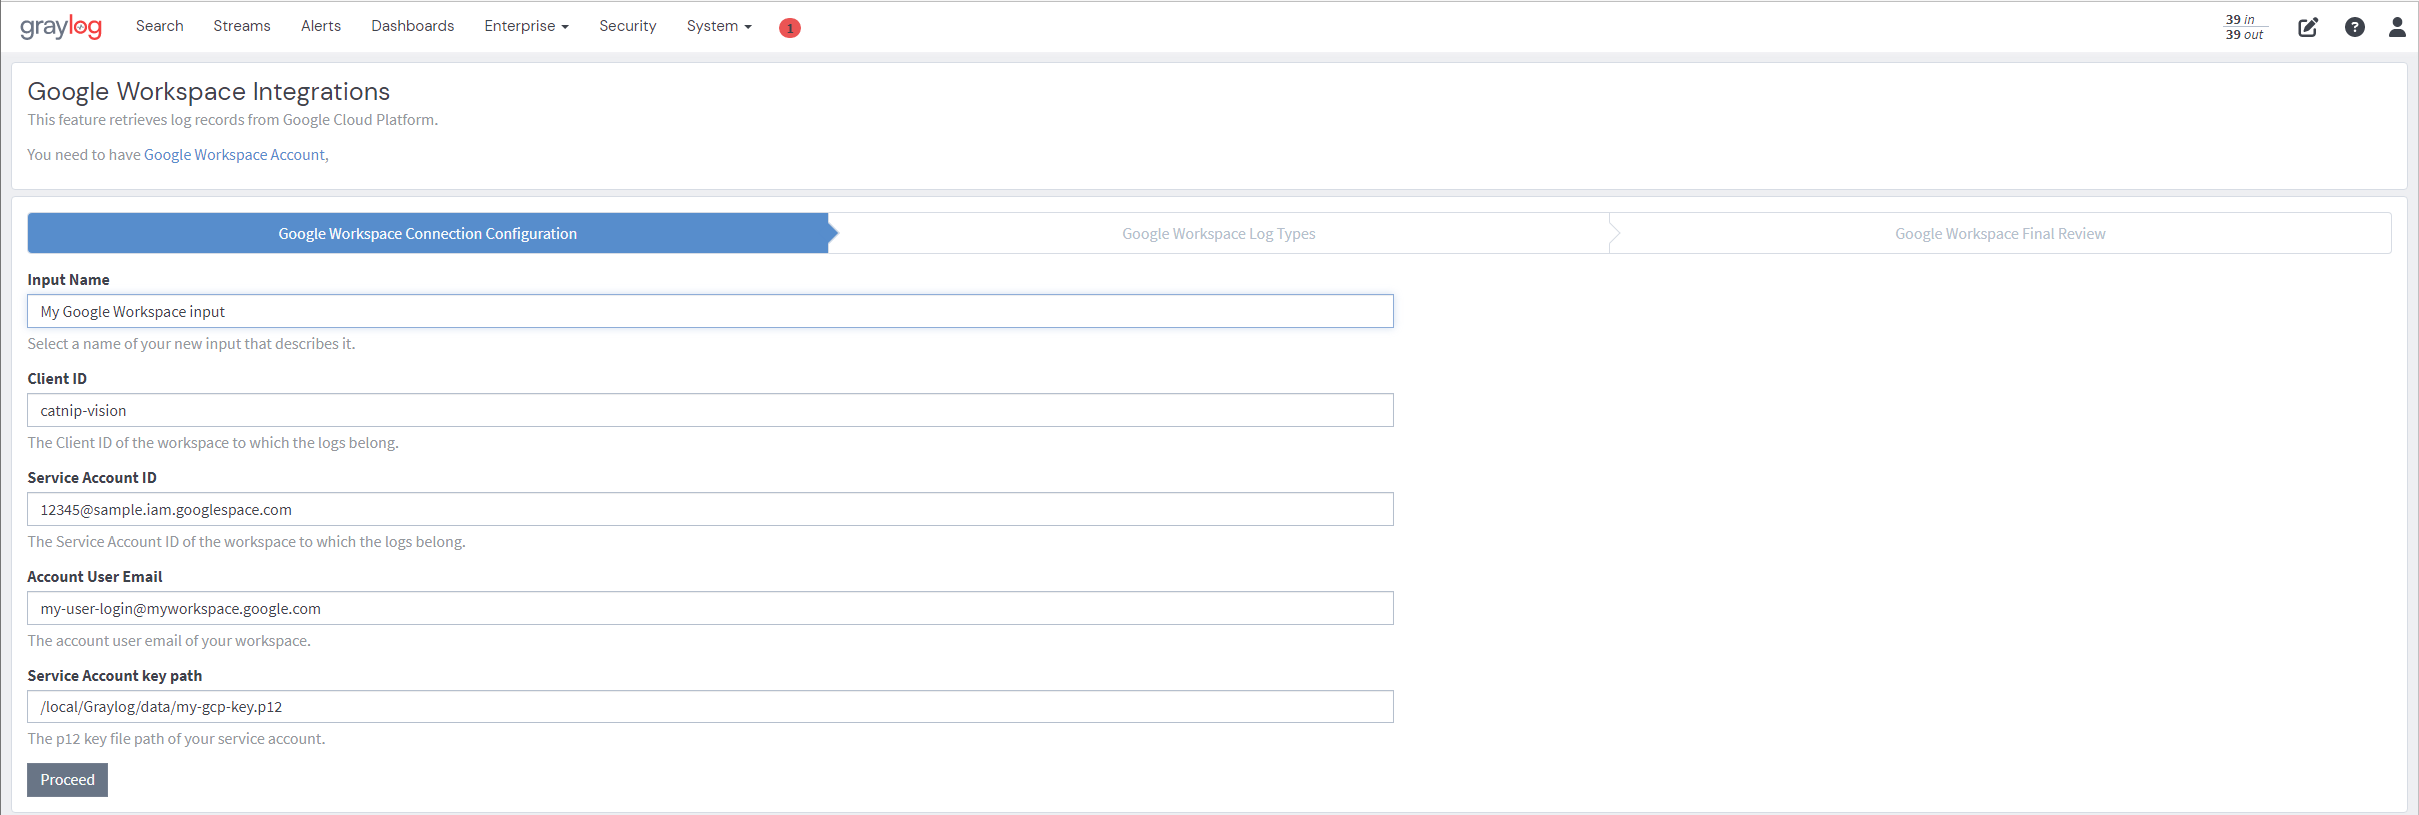 graylog Search Streams Alerts Dashboards Enterprise Security System 1 39 in
39 out
Google Workspace Integrations
This feature retrieves log records from Google Cloud Platform.
You need to have Google Workspace Account,
Google Workspace Connection Configuration Google Workspace Log Types Google Workspace Final Review
Input Name
My Google Workspace input
Select a name of your new input that describes it.
Client ID
catnip-vision
The Client ID of the workspace to which the logs belong.
Service Account ID
12345@sample.iam.googlespace.com
The Service Account ID of the workspace to which the logs belong.
Account User Email
my-user-login@myworkspace.google.com
The account user email of your workspace.
Service Account key path
/local/Graylog/data/my-gcp-key.p12
The p12 key file path of your service account.
Proceed